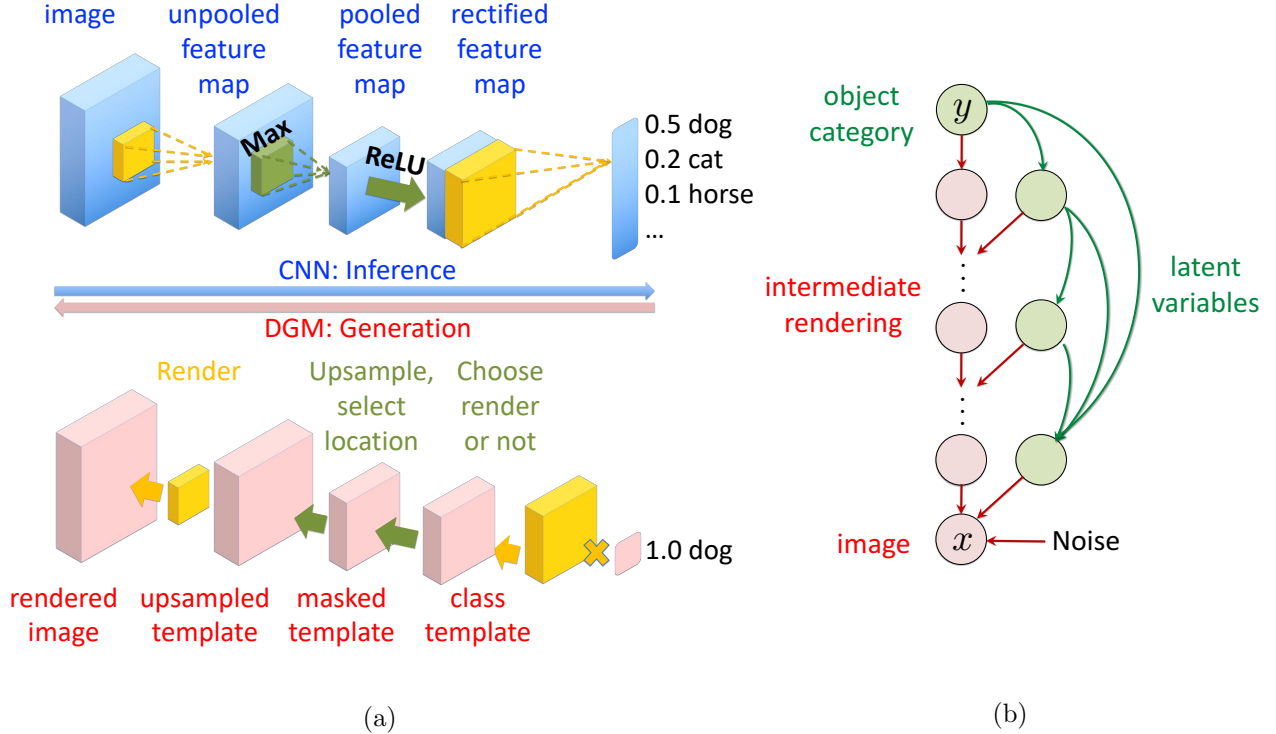 image
unpooled
feature
map
pooled
feature
map
rectified
feature map
Max
ReLU
0.5 dog
0.2 cat
0.1 horse
...
CNN: Inference
DGM: Generation
Render
Upsample,
select
location
Choose
render
or not
1.0 dog
rendered
image
upsampled
template
masked
template
class
template
(a)
object
category
y
intermediate
rendering
latent
variables
image
x
Noise
(b)